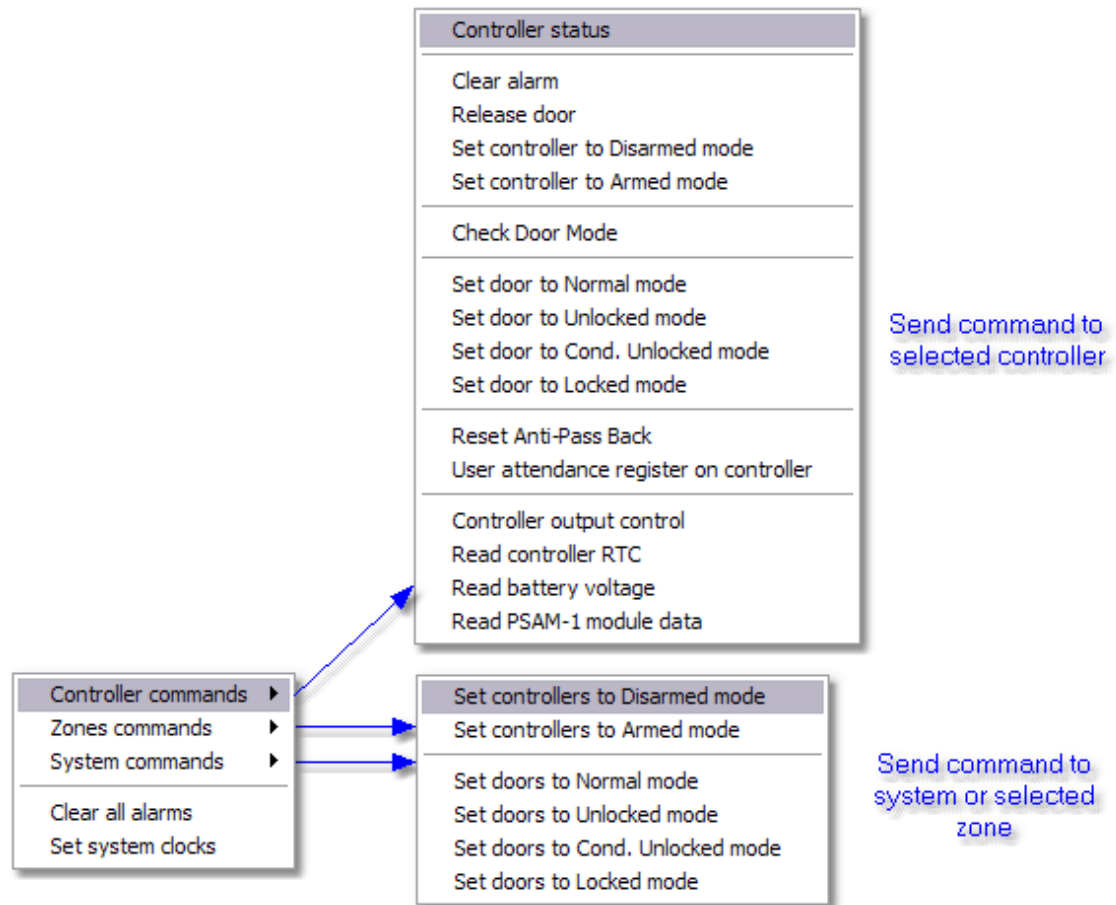 Controller status
Clear alarm
Release door
Set controller to Disarmed mode
Set controller to Armed mode
Check Door Mode
Set door to Normal mode
Set door to Unlocked mode
Set door to Cond. Unlocked mode
Set door to Locked mode
Reset Anti-Pass Back
User attendance register on controller
Controller output control
Read controller RTC
Read battery voltage
Read PSAM-1 module data
Send command to
selected controller
Controller commands
Zones commands
System commands
Clear all alarms
Set system clocks
Set controllers to Disarmed mode
Set controllers to Armed mode
Set doors to Normal mode
Set doors to Unlocked mode
Set doors to Cond. Unlocked mode
Set doors to Locked mode
Send command to
system or selected
zone